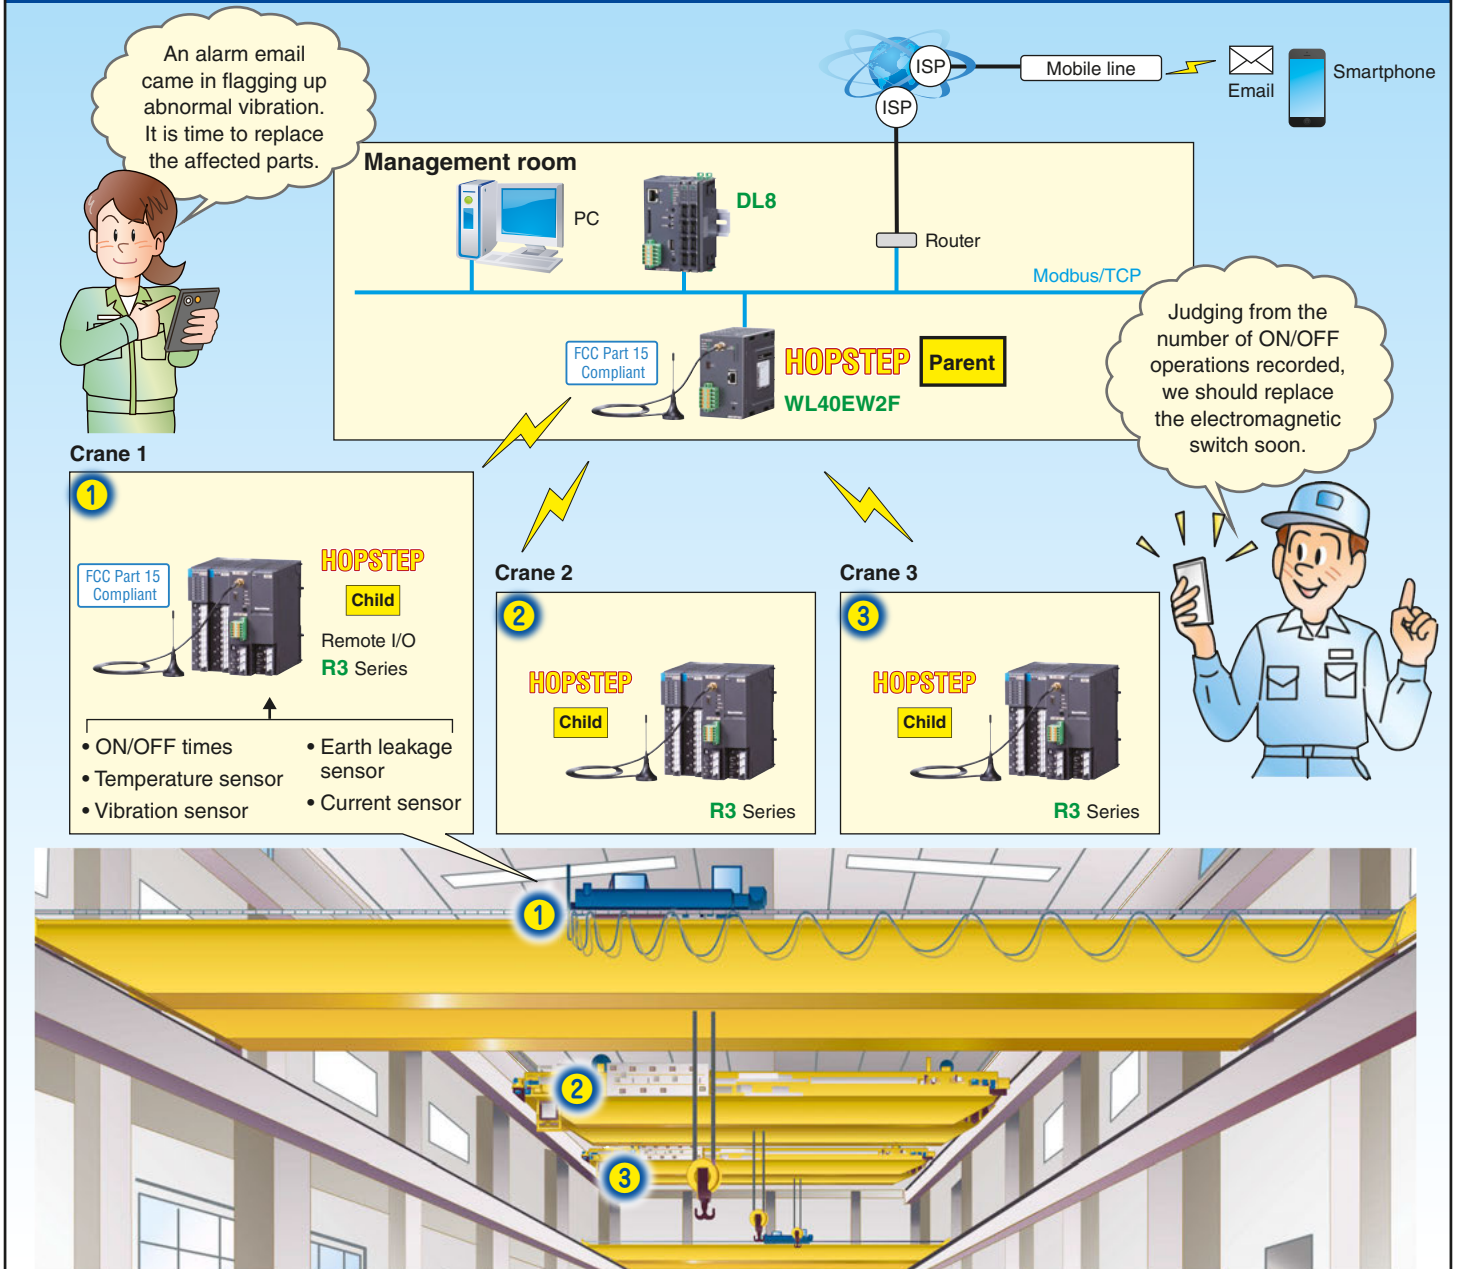 An alarm email
came in flagging up
abnormal vibration.
It is time to replace
the affected parts.
ISP
ISP
Mobile line
Email
Smartphone
Management room
PC
DL8
Router
Modbus/TCP
FCC Part 15
Compliant
HOPSTEP
Parent
WL40EW2F
Judging from the
number of ON/OFF
operations recorded,
we should replace
the electromagnetic
switch soon.
Crane 1
1
FCC Part 15
Compliant
HOPSTEP
Child
Remote I/O
R3 Series
• ON/OFF times
• Temperature sensor
• Vibration sensor
• Earth leakage
sensor
• Current sensor
Crane 2
2
HOPSTEP
Child
R3 Series
Crane 3
3
HOPSTEP
Child
R3 Series
1
2
3